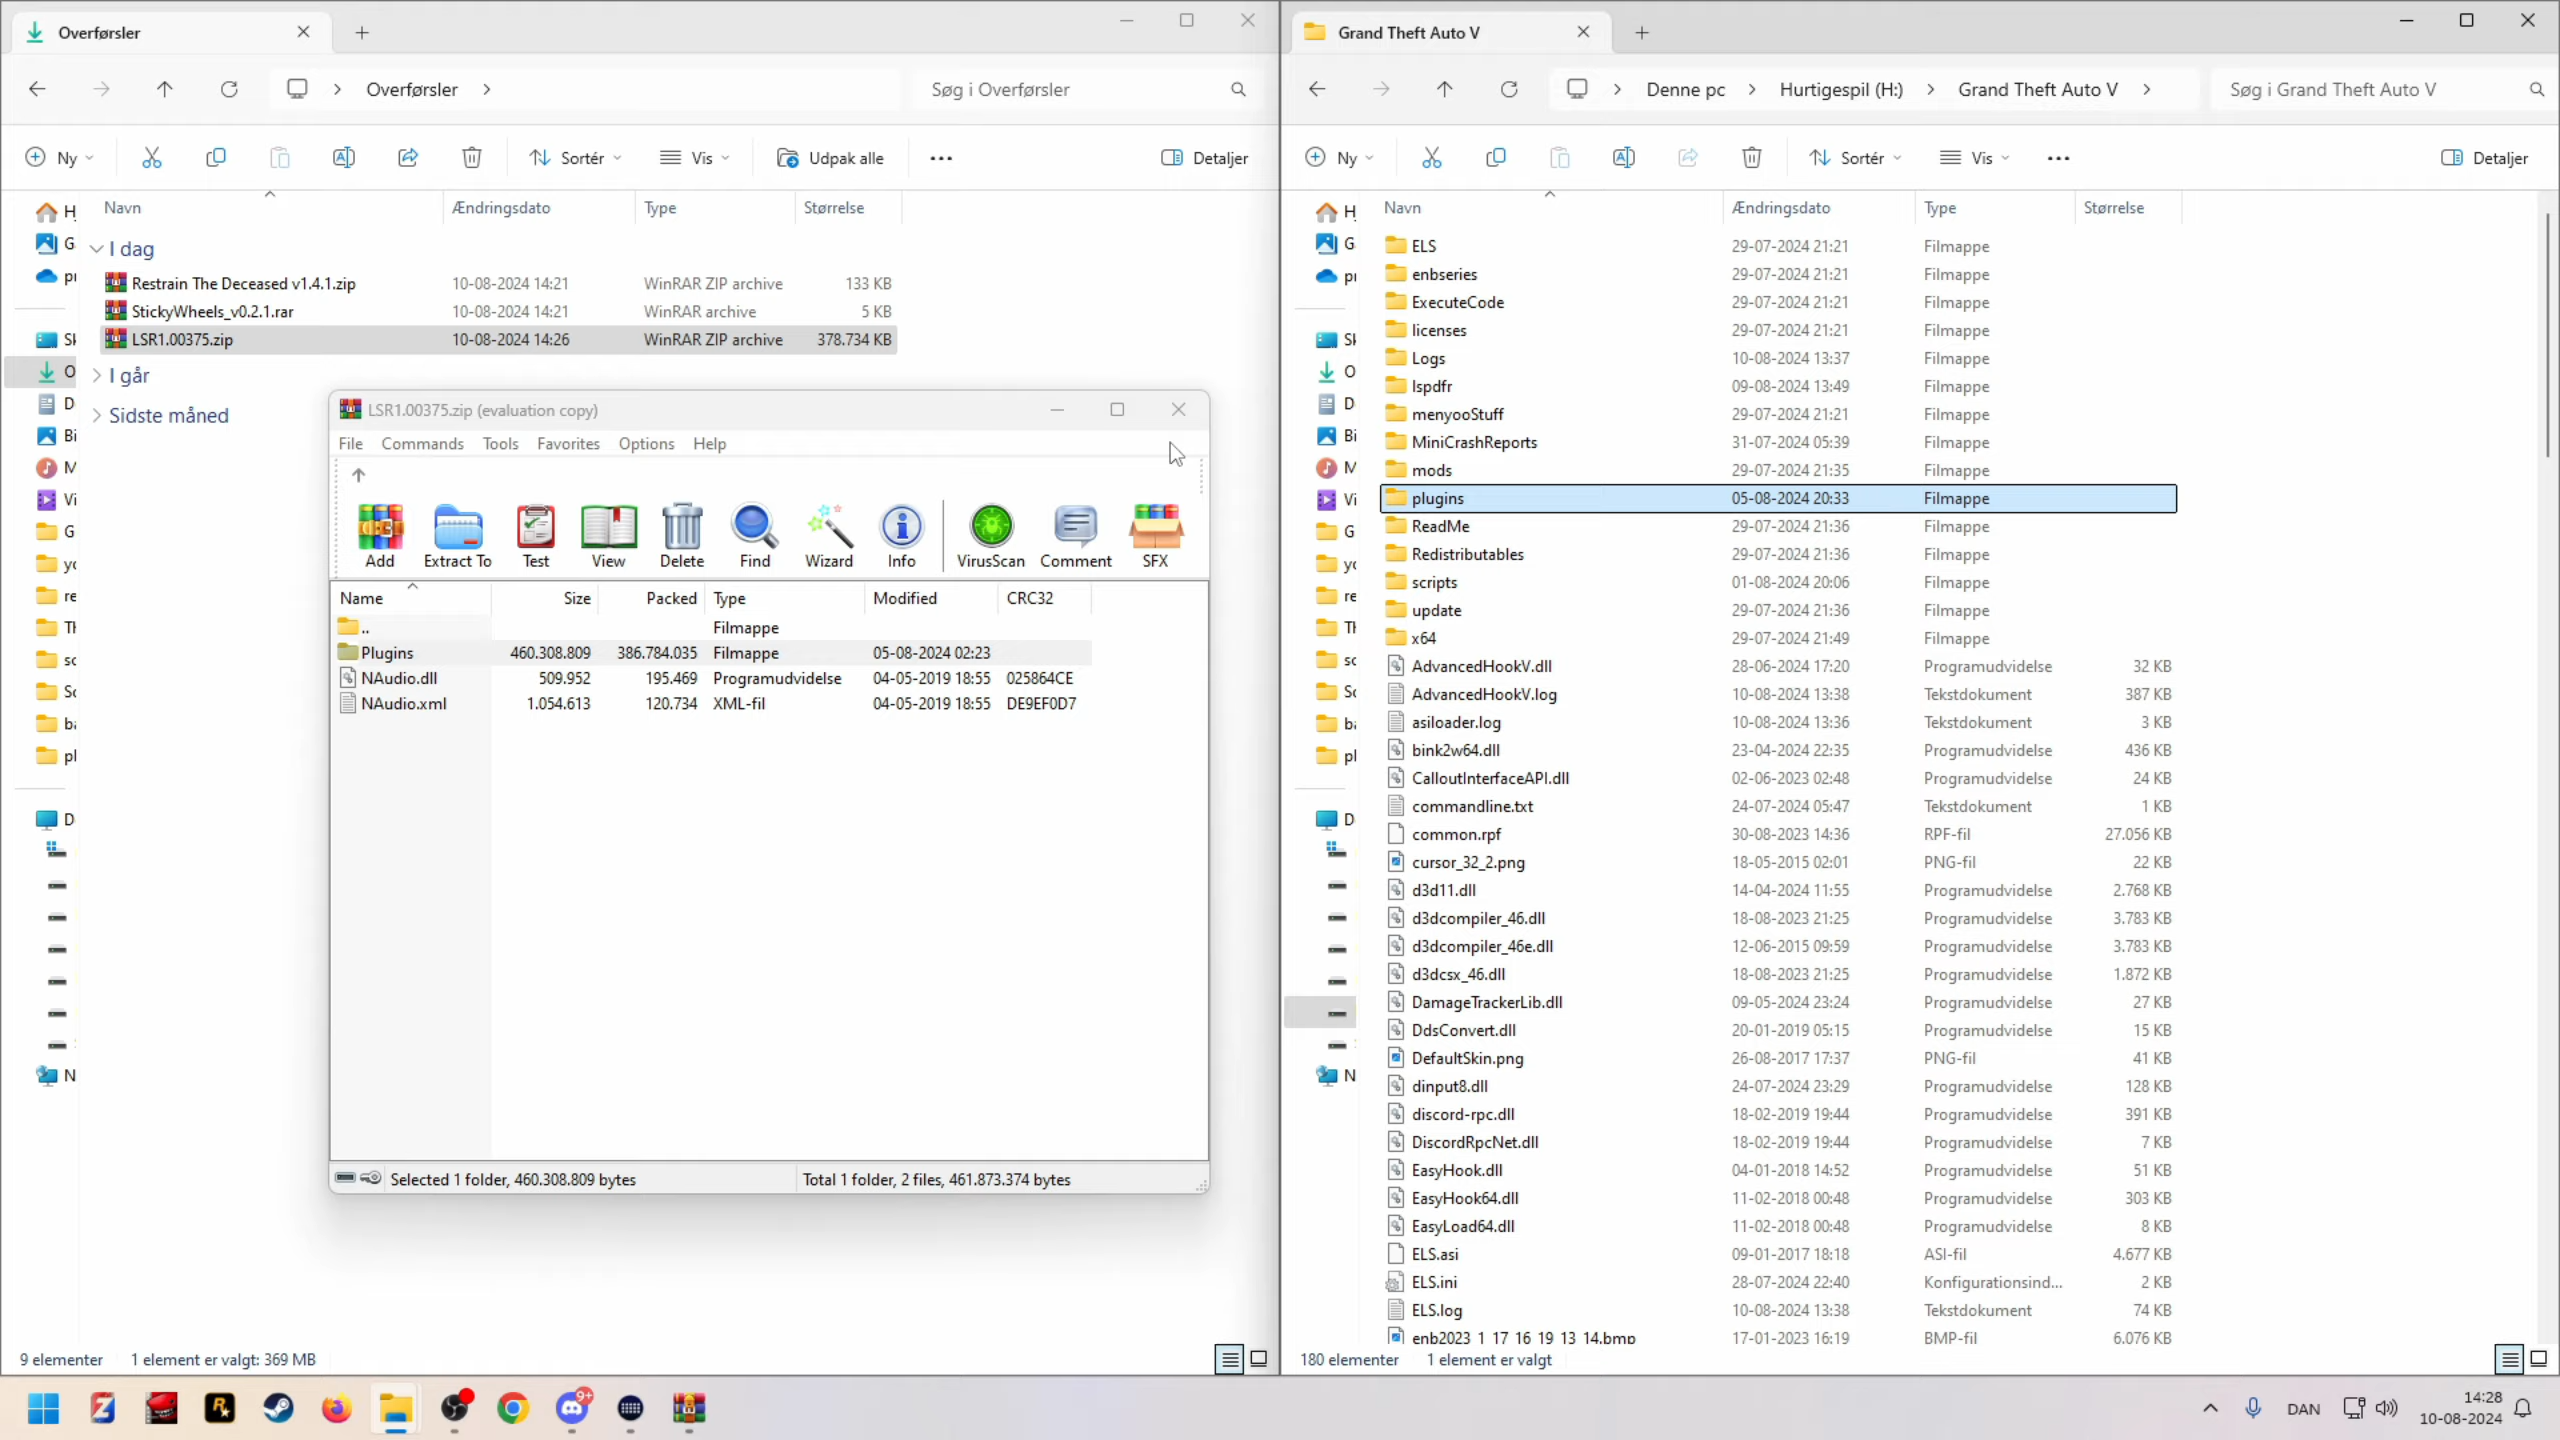 Overførsler
Overførsler
Søg i Overførsler
Ny
Sortér
Vis
Udpak alle
Detaljer
Navn
Ændringsdato
Type
Størrelse
I dag
Restrain The Deceased v1.4.1.zip 10-08-2024 14:21 WinRAR ZIP archive 133 KB
StickyWheels_v0.2.1.rar 10-08-2024 14:21 WinRAR archive 5 KB
LSR1.00375.zip 10-08-2024 14:26 WinRAR ZIP archive 378.734 KB
I går
Sidste måned
LSR1.00375.zip (evaluation copy)
File Commands Tools Favorites Options Help
Add Extract To Test View Delete Find Wizard Info VirusScan Comment SFX
Name Size Packed Type Modified CRC32
.. Filmappe
Plugins 460.308.809 386.784.035 Filmappe 05-08-2024 02:23
NAudio.dll 509.952 195.469 Programudvidelse 04-05-2019 18:55 025864CE
NAudio.xml 1.054.613 120.734 XML-fil 04-05-2019 18:55 DE9EF0D7
Selected 1 folder, 460.308.809 bytes
Total 1 folder, 2 files, 461.873.374 bytes
9 elementer 1 element er valgt: 369 MB
Grand Theft Auto V
Denne pc Hurtigespil (H:) Grand Theft Auto V
Søg i Grand Theft Auto V
Ny
Sortér
Vis
Detaljer
Navn Ændringsdato Type Størrelse
ELS 29-07-2024 21:21 Filmappe
enbseries 29-07-2024 21:21 Filmappe
ExecuteCode 29-07-2024 21:21 Filmappe
licenses 29-07-2024 21:21 Filmappe
Logs 10-08-2024 13:37 Filmappe
lspdfr 09-08-2024 13:49 Filmappe
menyooStuff 29-07-2024 21:21 Filmappe
MiniCrashReports 31-07-2024 05:39 Filmappe
mods 29-07-2024 21:35 Filmappe
plugins 05-08-2024 20:33 Filmappe
ReadMe 29-07-2024 21:36 Filmappe
Redistributables 29-07-2024 21:36 Filmappe
scripts 01-08-2024 20:06 Filmappe
update 29-07-2024 21:36 Filmappe
x64 29-07-2024 21:49 Filmappe
AdvancedHookV.dll 28-06-2024 17:20 Programudvidelse 32 KB
AdvancedHookV.log 10-08-2024 13:38 Tekstdokument 387 KB
asiloader.log 10-08-2024 13:36 Tekstdokument 3 KB
bink2w64.dll 23-04-2024 22:35 Programudvidelse 436 KB
CalloutInterfaceAPI.dll 02-06-2023 02:48 Programudvidelse 24 KB
commandline.txt 24-07-2024 05:47 Tekstdokument 1 KB
common.rpf 30-08-2023 14:36 RPF-fil 27.056 KB
cursor_32_2.png 18-05-2015 02:01 PNG-fil 22 KB
d3d11.dll 14-04-2024 11:55 Programudvidelse 2.768 KB
d3dcompiler_46.dll 18-08-2023 21:25 Programudvidelse 3.783 KB
d3dcompiler_46e.dll 12-06-2015 09:59 Programudvidelse 3.783 KB
d3dcsx_46.dll 18-08-2023 21:25 Programudvidelse 1.872 KB
DamageTrackerLib.dll 09-05-2024 23:24 Programudvidelse 27 KB
DdsConvert.dll 20-01-2019 05:15 Programudvidelse 15 KB
DefaultSkin.png 26-08-2017 17:37 PNG-fil 41 KB
dinput8.dll 24-07-2024 23:29 Programudvidelse 128 KB
discord-rpc.dll 18-02-2019 19:44 Programudvidelse 391 KB
DiscordRpcNet.dll 18-02-2019 19:44 Programudvidelse 7 KB
EasyHook.dll 04-01-2018 14:52 Programudvidelse 51 KB
EasyHook64.dll 11-02-2018 00:48 Programudvidelse 303 KB
EasyLoad64.dll 11-02-2018 00:48 Programudvidelse 8 KB
ELS.asi 09-01-2017 18:18 ASI-fil 4.677 KB
ELS.ini 28-07-2024 22:40 Konfigurationsind... 2 KB
ELS.log 10-08-2024 13:38 Tekstdokument 74 KB
enb2023_1_17_16_19_13_14.bmp 17-01-2023 16:19 BMP-fil 6.076 KB
180 elementer 1 element er valgt
9+
DAN
14:28
10-08-2024